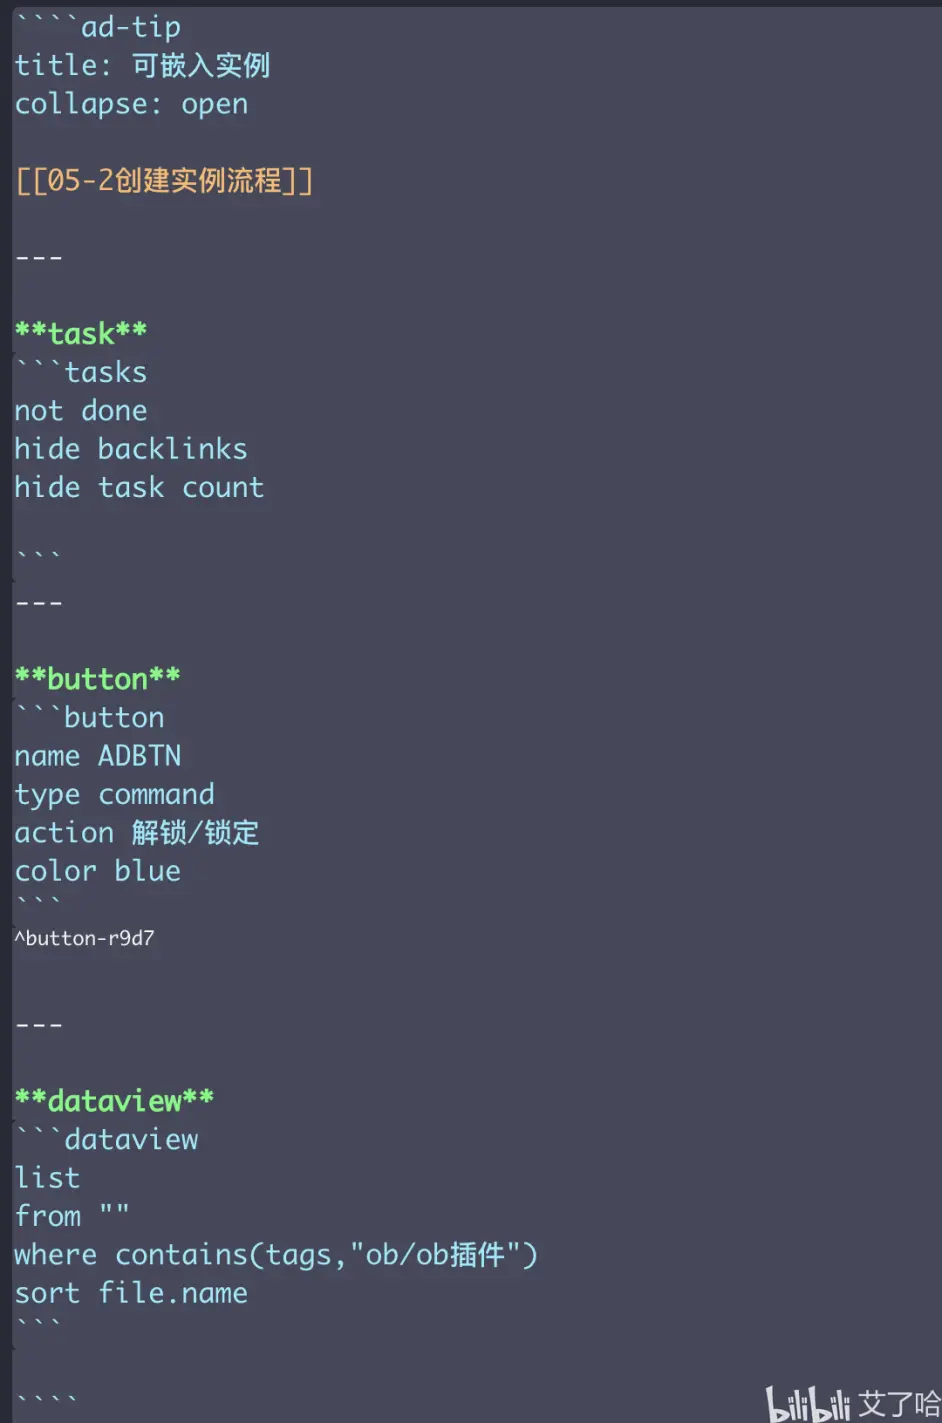 ````ad-tip
title: 可嵌入实例
collapse: open
[[05-2创建实例流程]]
---
**task**
```tasks
not done
hide backlinks
hide task count
```
---
**button**
```button
name ADBTN
type command
action 解锁/锁定
color blue
```
^button-r9d7
---
**dataview**
```dataview
list
from ""
where contains(tags,"ob/ob插件")
sort file.name
```
````
bilibili 艾了哈